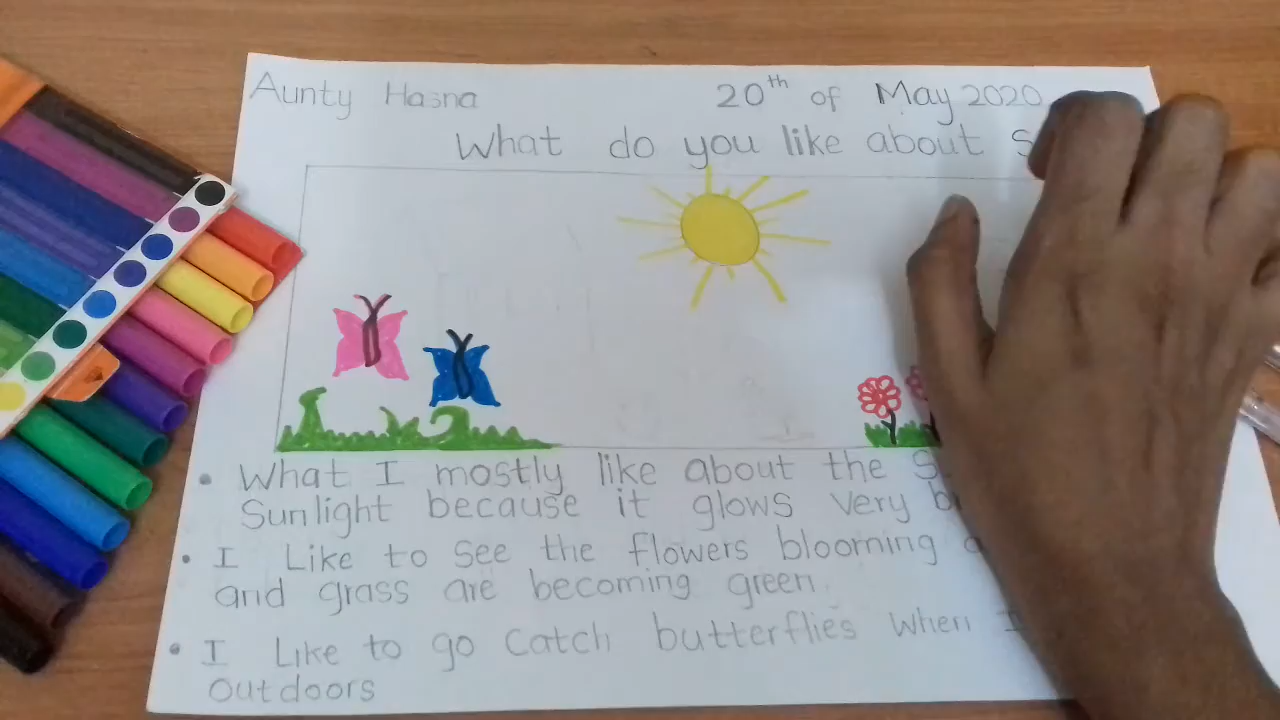 Aunty Hasna 20th of May 2020
What do you like about
What I mostly like about the
Sunlight because it glows very
I Like to see the flowers blooming
and grass are becoming green.
I Like to go catch butterflies when I
outdoors